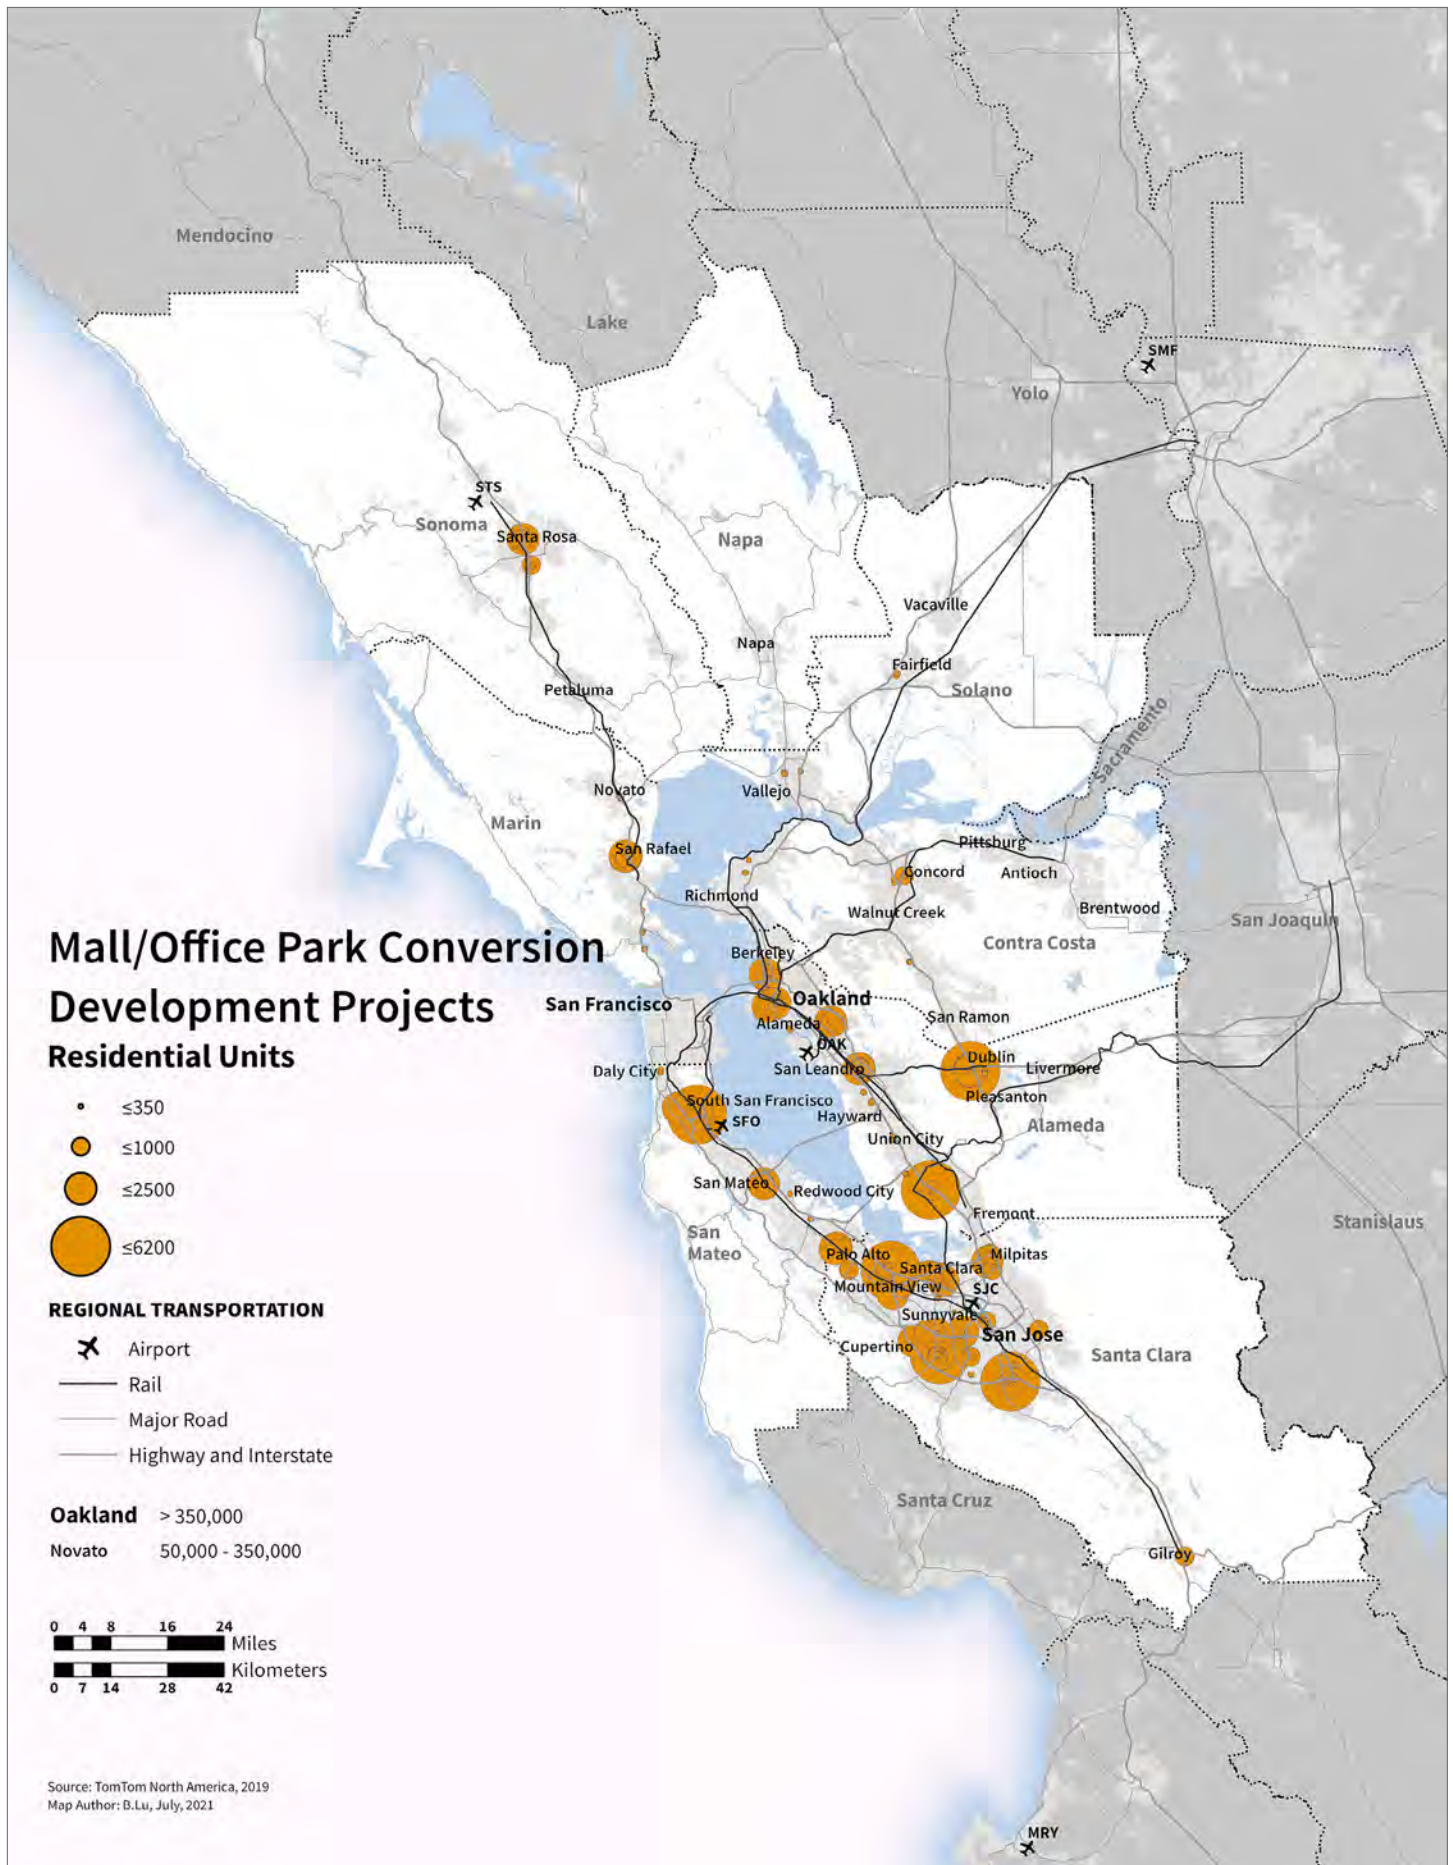 Mendocino
Lake
SMF
Yolo
STS
Sonoma
Santa Rosa
Napa
Vacaville
Napa
Fairfield
Petaluma
Solano
Sacramento
Novato
Vallejo
Marin
Pittsburg
San Rafael
Concord
Antioch
Richmond
Walnut Creek
Brentwood
San Joaquin
Contra Costa
Berkeley
Oakland
San Francisco
San Ramon
Alameda
OAK
Dublin
Daly City
San Leandro
Livermore
Pleasanton
South San Francisco
Hayward
SFO
Alameda
Union City
San Mateo
Redwood City
Fremont
Stanislaus
San
Mateo
Palo Alto
Milpitas
Santa Clara
Mountain View
SJC
Sunnyvale
San Jose
Cupertino
Santa Clara
Santa Cruz
Gilroy
MRY
Mall/Office Park Conversion
Development Projects
Residential Units
≤350
≤1000
≤2500
≤6200
REGIONAL TRANSPORTATION
Airport
Rail
Major Road
Highway and Interstate
Oakland > 350,000
Novato 50,000 - 350,000
0 4 8 16 24
Miles
Kilometers
0 7 14 28 42
Source: TomTom North America, 2019
Map Author: B.Lu, July, 2021